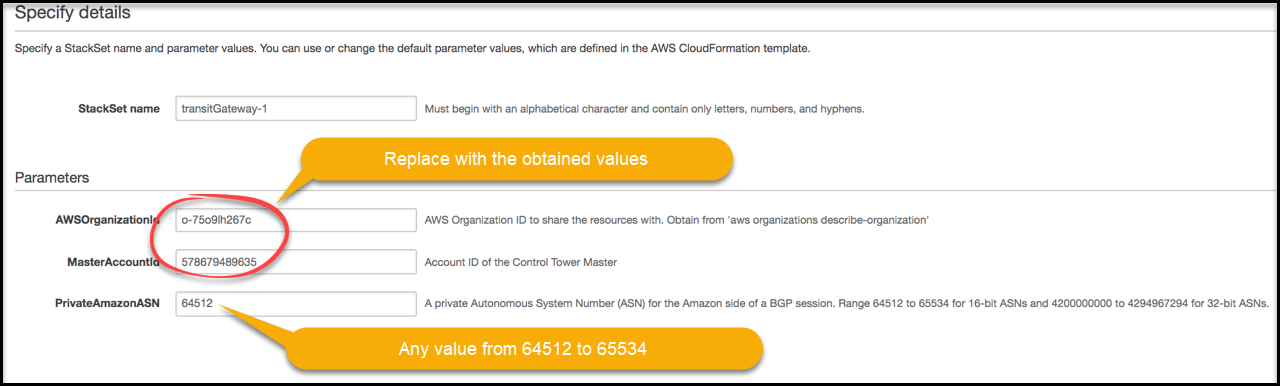 Specify details
Specify a StackSet name and parameter values. You can use or change the default parameter values, which are defined in the AWS CloudFormation template.
StackSet name transitGateway-1 Must begin with an alphabetical character and contain only letters, numbers, and hyphens.
Replace with the obtained values
Parameters
AWSOrganizationId o-75o9lh267c AWS Organization ID to share the resources with. Obtain from 'aws organizations describe-organization'
MasterAccountId 578679489635 Account ID of the Control Tower Master
PrivateAmazonASN 64512 A private Autonomous System Number (ASN) for the Amazon side of a BGP session. Range 64512 to 65534 for 16-bit ASNs and 4200000000 to 4294967294 for 32-bit ASNs.
Any value from 64512 to 65534